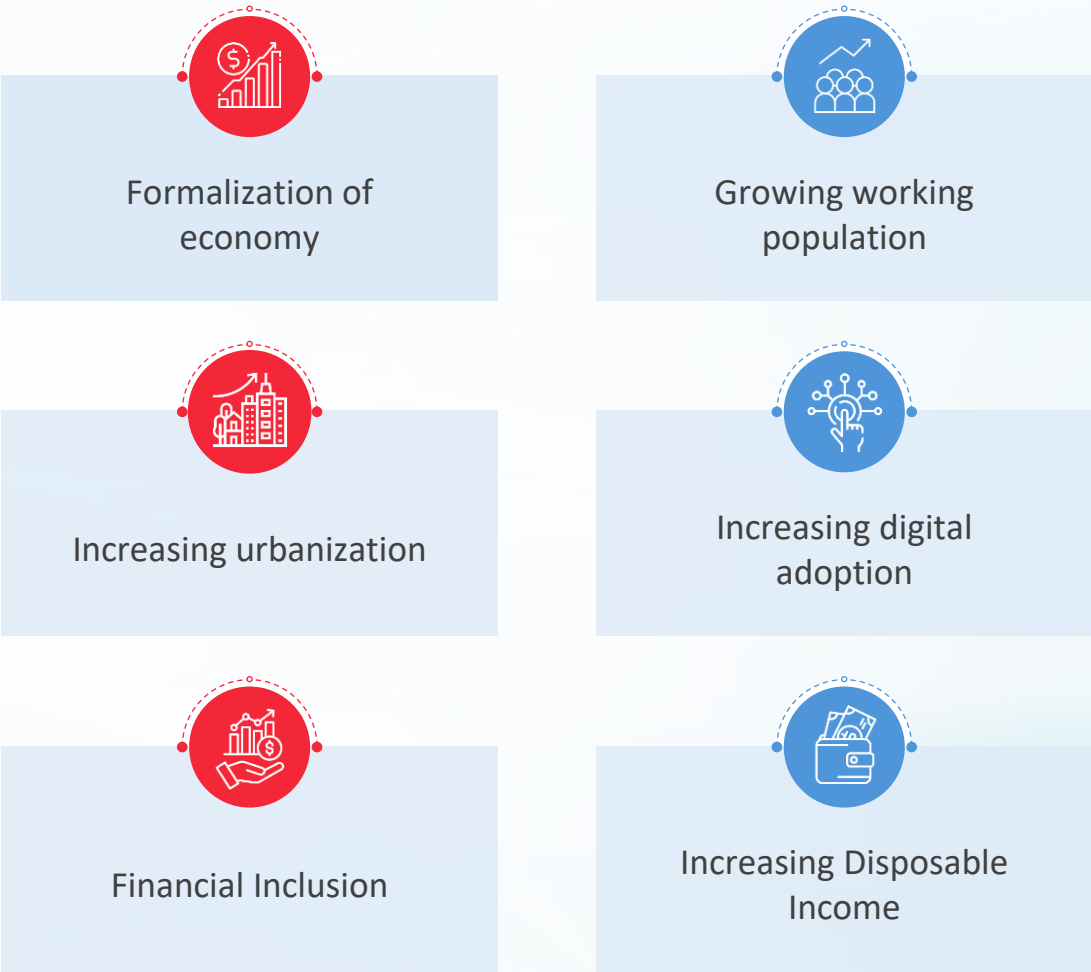 Formalization of
economy
Growing working
population
Increasing urbanization
Increasing digital
adoption
Financial Inclusion
Increasing Disposable
Income